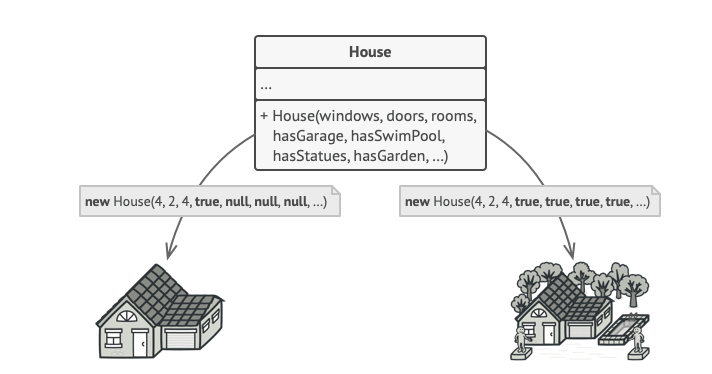 House
...
+ House(windows, doors, rooms,
hasGarage, hasSwimPool,
hasStatues, hasGarden, ...)
new House(4, 2, 4, true, null, null, null, ...)
new House(4, 2, 4, true, true, true, true, ...)